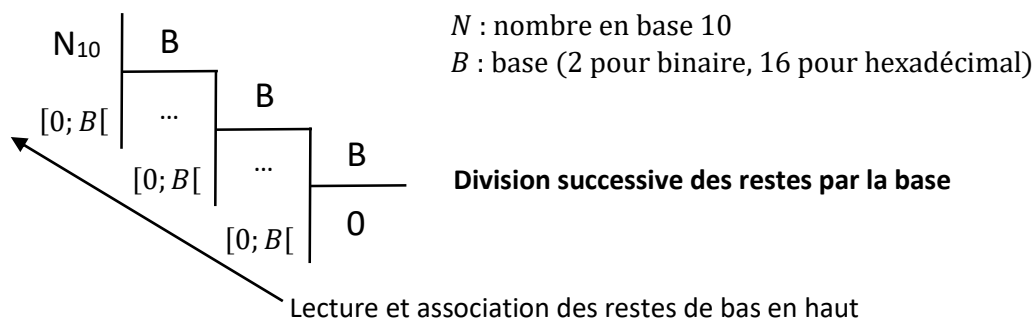 N : nombre en base 10
N₁₀ B
B : base (2 pour binaire, 16 pour hexadécimal)
B
[0; B[ ...
B
[0; B[ ... Division successive des restes par la base
[0; B[ 0
Lecture et association des restes de bas en haut